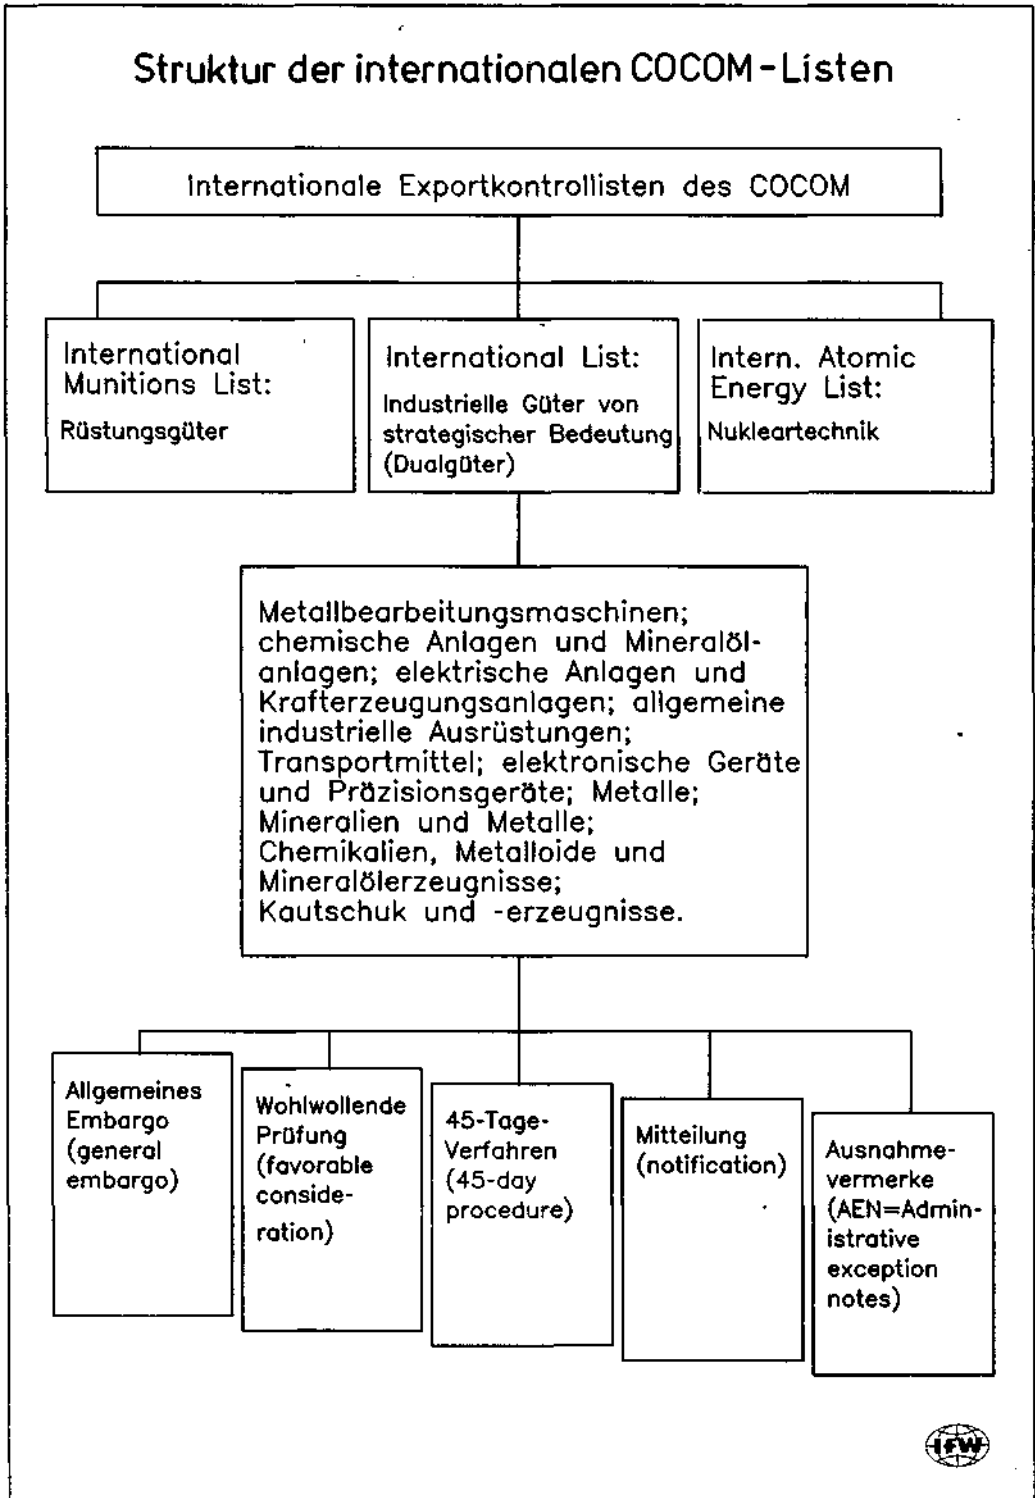 Struktur der internationalen COCOM-Listen
Internationale Exportkontrollisten des COCOM
International
Munitions List:
Rüstungsgüter
International List:
Industrielle Güter von
strategischer Bedeutung
(Dualgüter)
Intern. Atomic
Energy List:
Nukleartechnik
Metallbearbeitungsmaschinen;
chemische Anlagen und Mineralöl-
anlagen; elektrische Anlagen und
Krafterzeugungsanlagen; allgemeine
industrielle Ausrüstungen;
Transportmittel; elektronische Geräte
und Präzisionsgeräte; Metalle;
Mineralien und Metalle;
Chemikalien, Metalloide und
Mineralölerzeugnisse;
Kautschuk und -erzeugnisse.
Allgemeines
Embargo
(general
embargo)
Wohlwollende
Prüfung
(favorable
conside-
ration)
45-Tage-
Verfahren
(45-day
procedure)
Mitteilung
(notification)
Ausnahme-
vermerke
(AEN=Admin-
istrative
exception
notes)
IFW